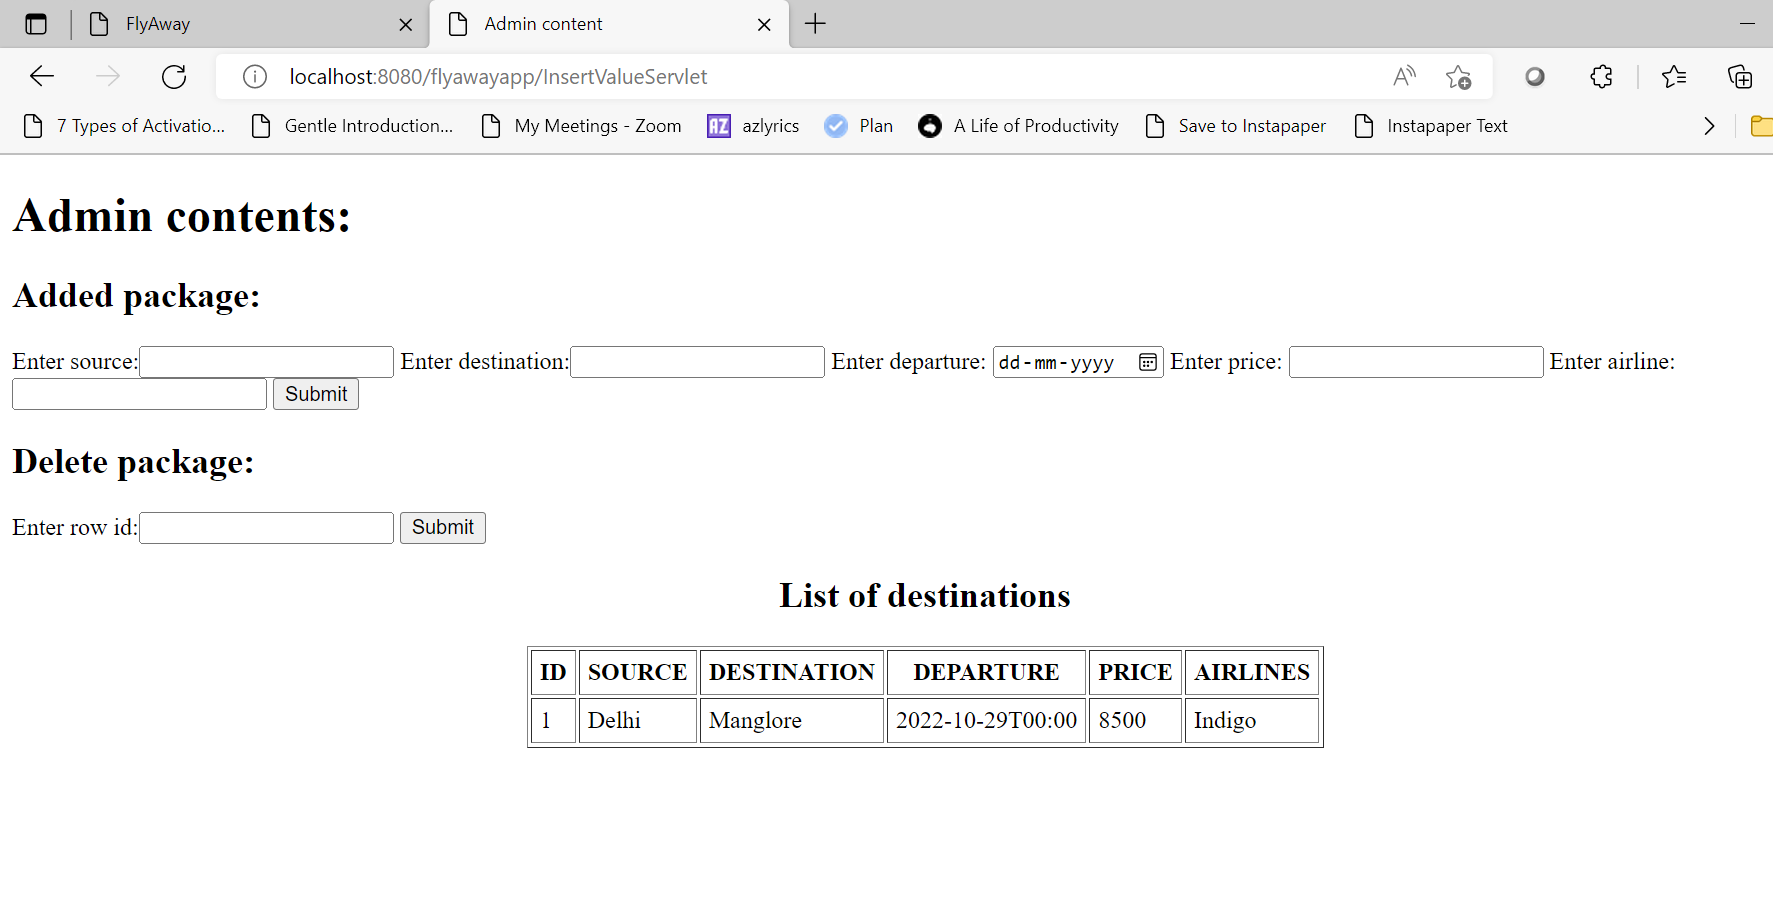 FlyAway
Admin content
localhost:8080/flyawayapp/InsertValueServlet
7 Types of Activatio...
Gentle Introduction...
My Meetings - Zoom
AZ
azlyrics
Plan
A Life of Productivity
Save to Instapaper
Instapaper Text
Admin contents:
Added package:
Enter source: Enter destination: Enter departure: dd-mm-yyyy Enter price: Enter airline:
Submit
Delete package:
Enter row id: Submit
List of destinations
ID SOURCE DESTINATION DEPARTURE PRICE AIRLINES
1 Delhi Manglore 2022-10-29T00:00 8500 Indigo